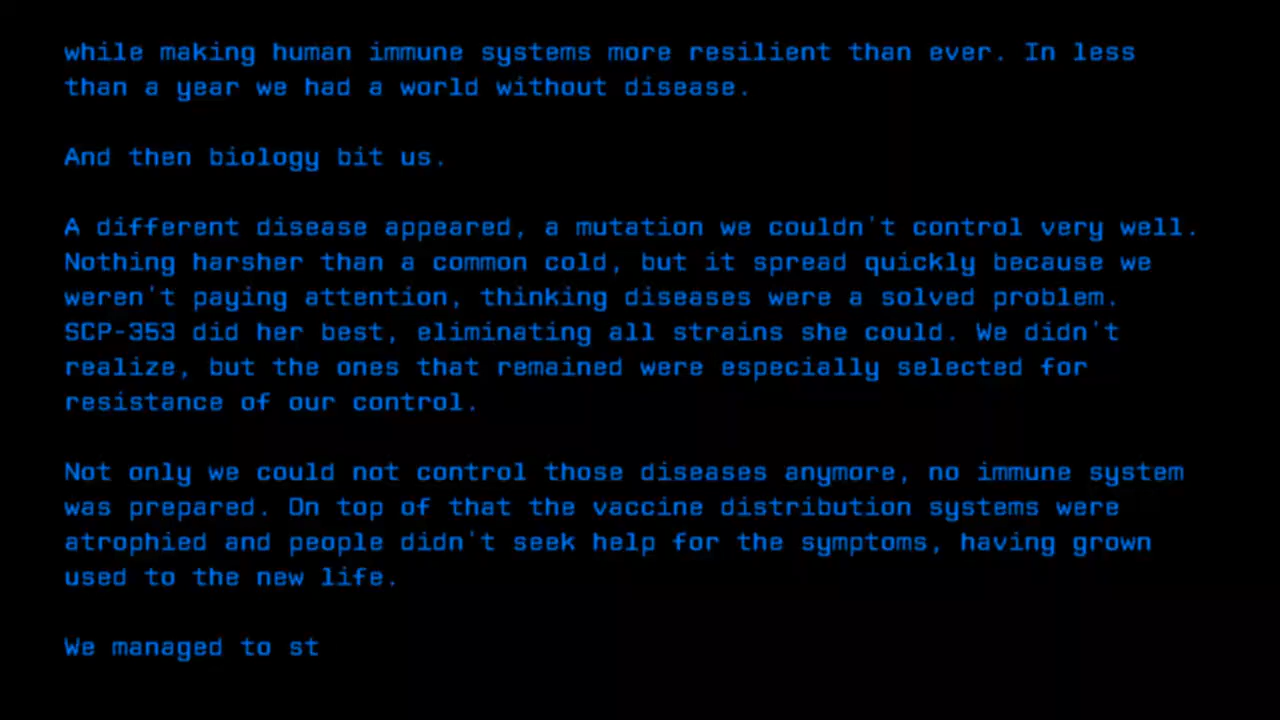 while making human immune systems more resilient than ever. In less
than a year we had a world without disease.
And then biology bit us.
A different disease appeared, a mutation we couldn't control very well.
Nothing harsher than a common cold, but it spread quickly because we
weren't paying attention, thinking diseases were a solved problem.
SCP-353 did her best, eliminating all strains she could. We didn't
realize, but the ones that remained were especially selected for
resistance of our control.
Not only we could not control those diseases anymore, no immune system
was prepared. On top of that the vaccine distribution systems were
atrophied and people didn't seek help for the symptoms, having grown
used to the new life.
We managed to st